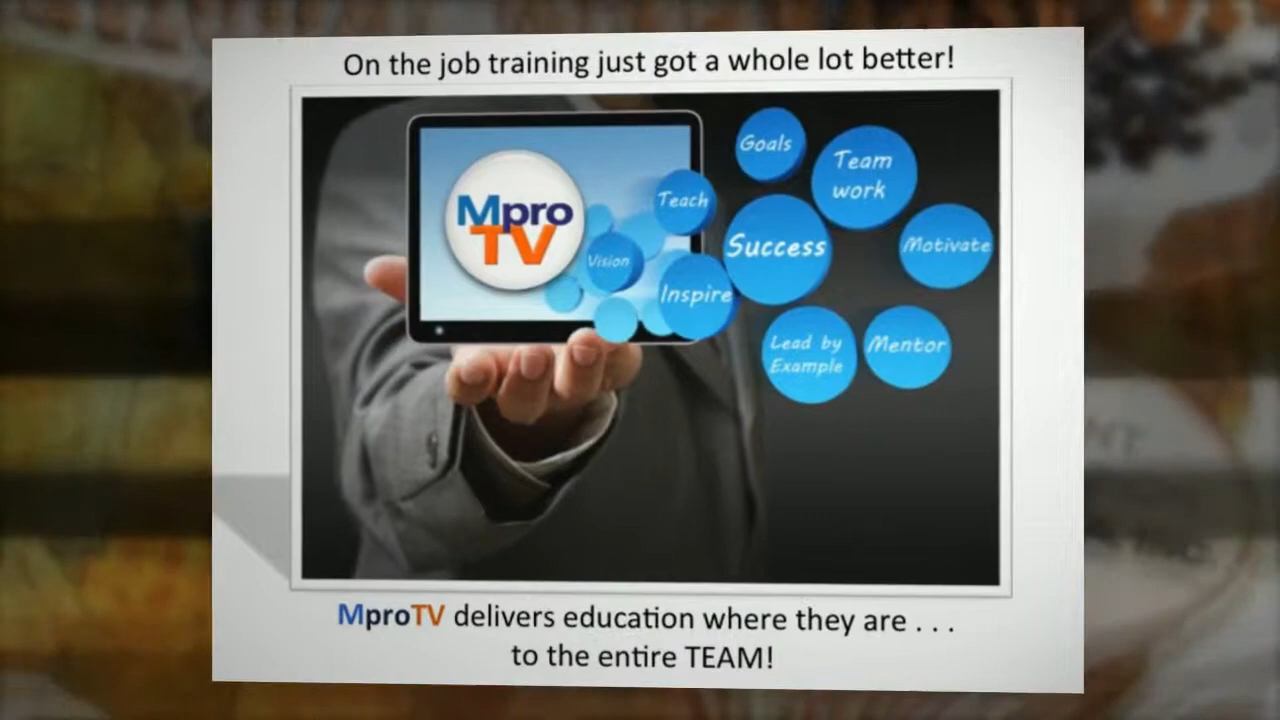 On the job training just got a whole lot better!
Mpro
TV
Vision
Teach
Inspire
Goals
Team
work
Success
Motivate
Lead by
Example
Mentor
MproTV delivers education where they are . . .
to the entire TEAM!